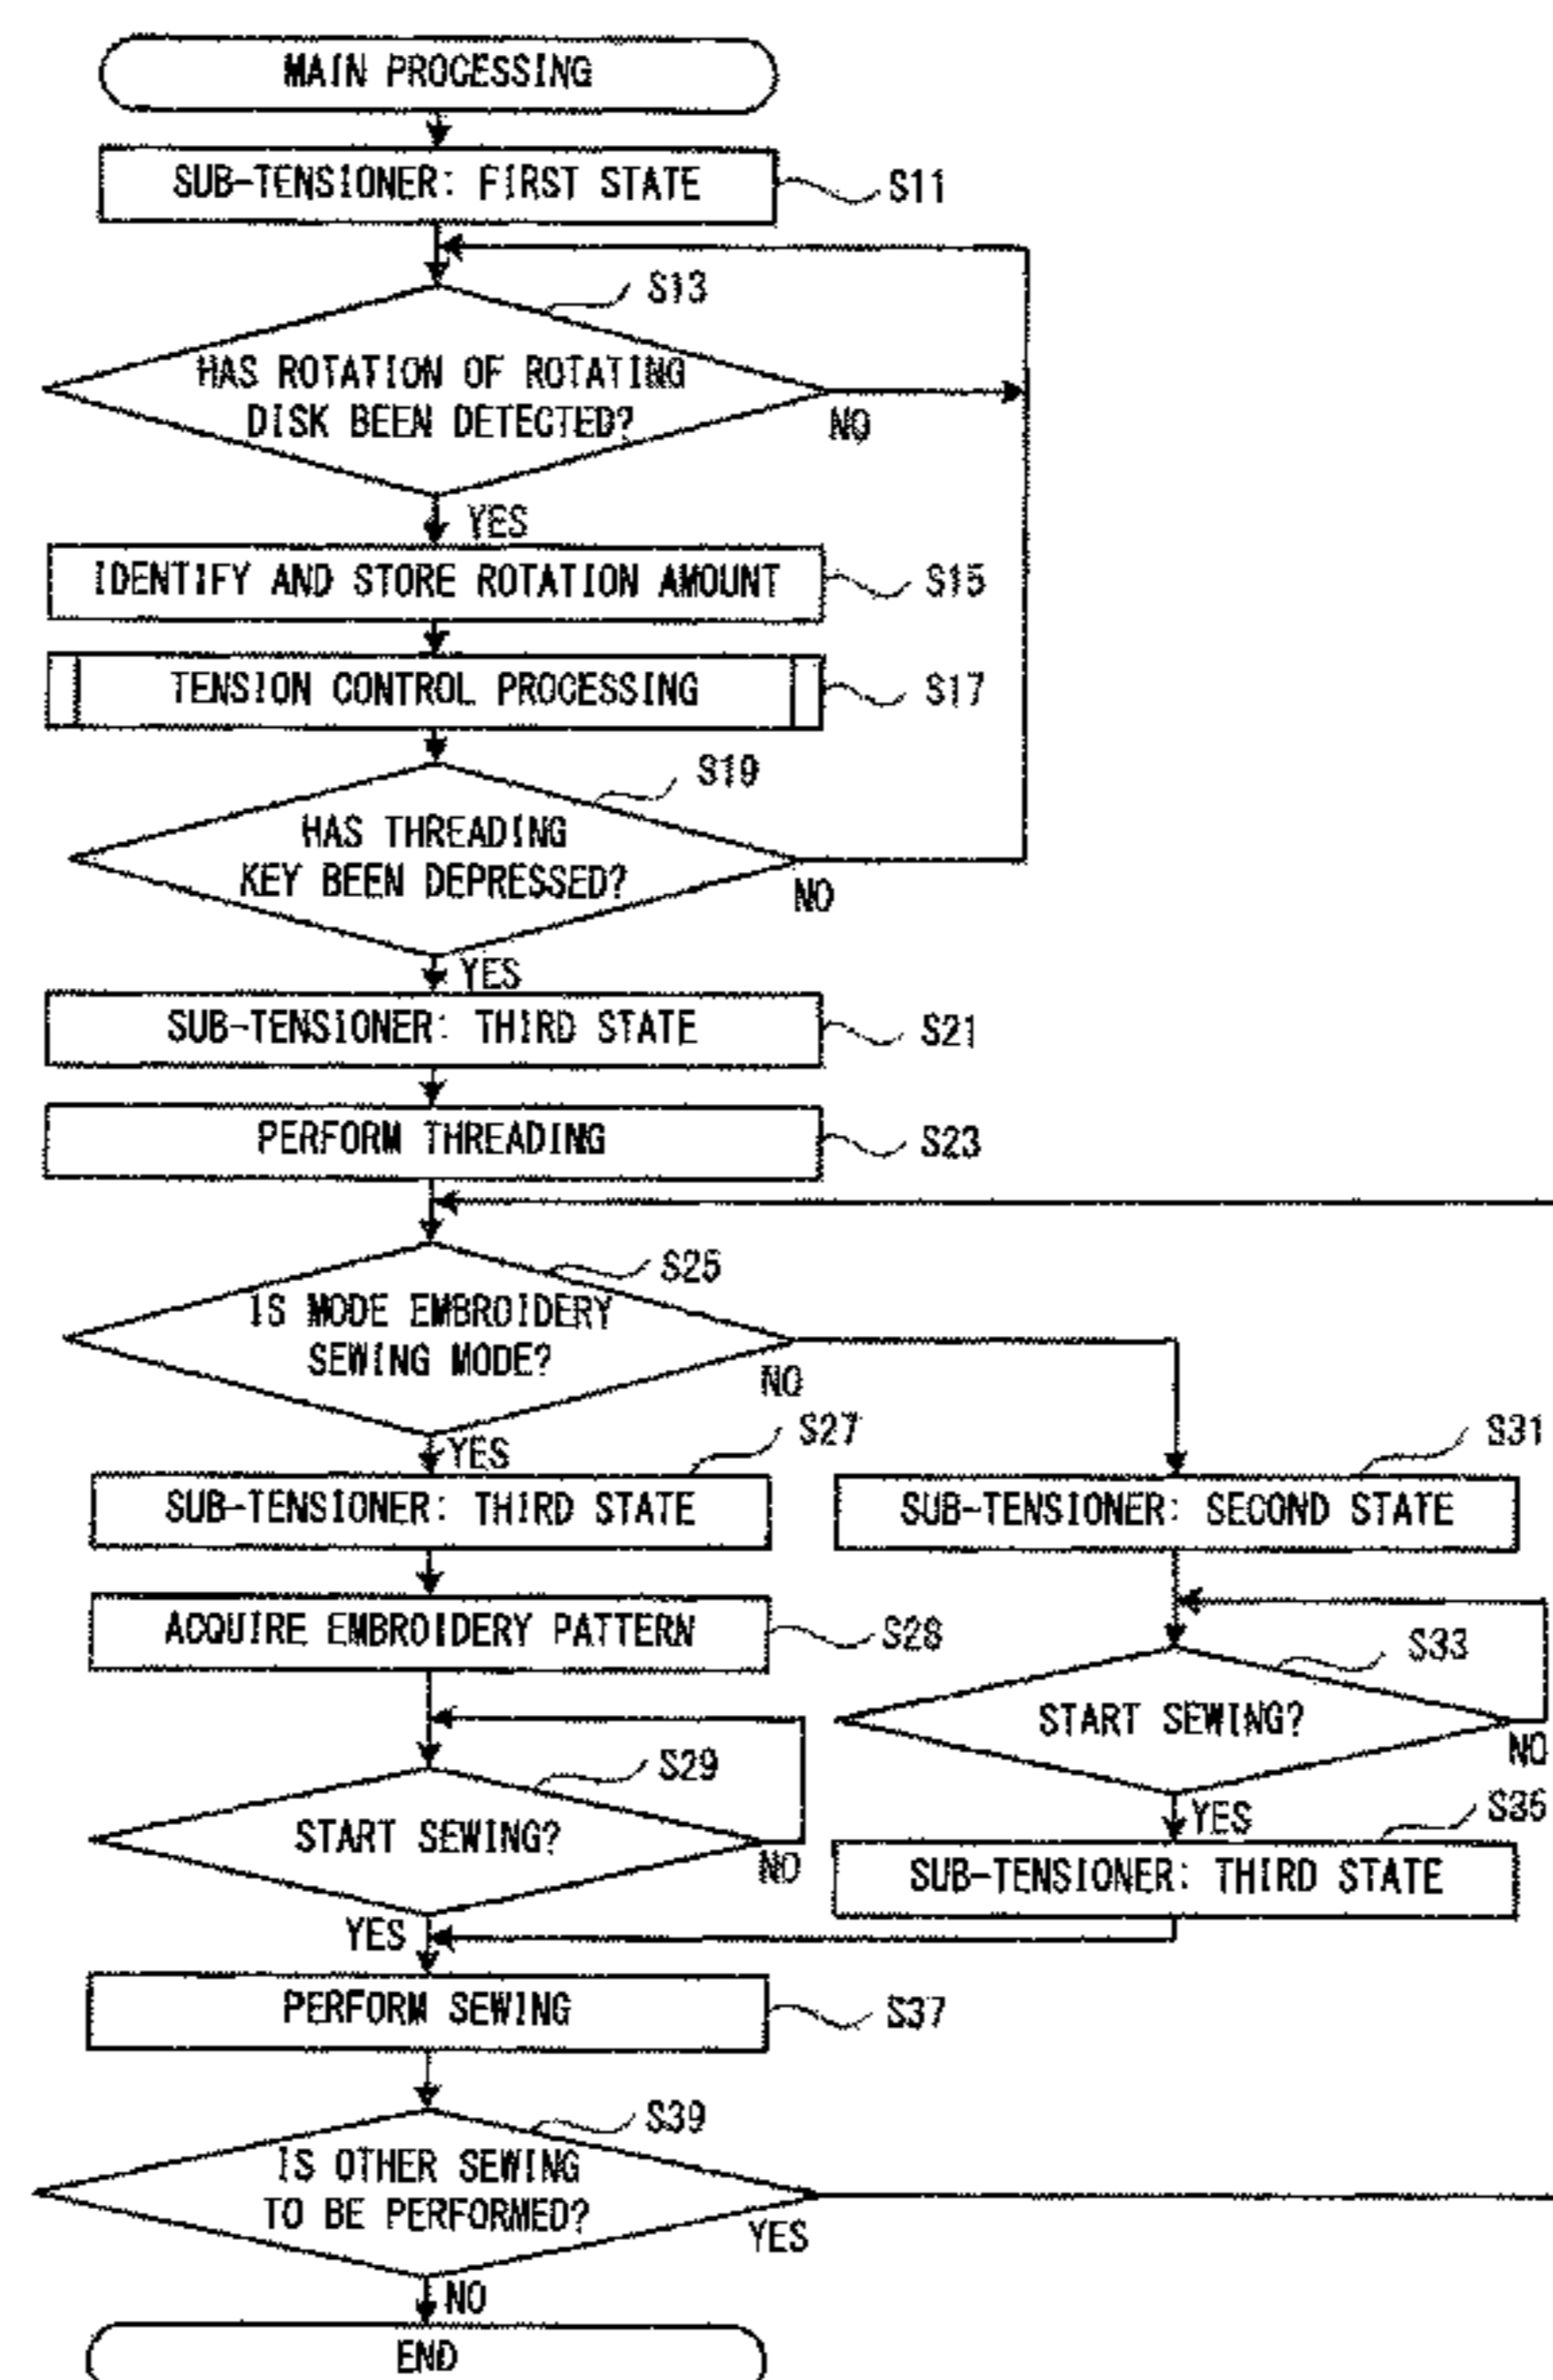 MAIN PROCESSING
SUB-TENSIONER: FIRST STATE
S11
S13
HAS ROTATION OF ROTATING
DISK BEEN DETECTED?
NO
YES
IDENTIFY AND STORE ROTATION AMOUNT
S15
TENSION CONTROL PROCESSING
S17
S19
HAS THREADING
KEY BEEN DEPRESSED?
NO
YES
SUB-TENSIONER: THIRD STATE
S21
PERFORM THREADING
S23
S25
IS MODE EMBROIDERY
SEWING MODE?
NO
YES
S27
SUB-TENSIONER: THIRD STATE
S31
SUB-TENSIONER: SECOND STATE
ACQUIRE EMBROIDERY PATTERN
S28
S33
START SEWING?
NO
S29
START SEWING?
NO
YES
YES
S35
SUB-TENSIONER: THIRD STATE
PERFORM SEWING
S37
S39
IS OTHER SEWING
TO BE PERFORMED?
YES
NO
END